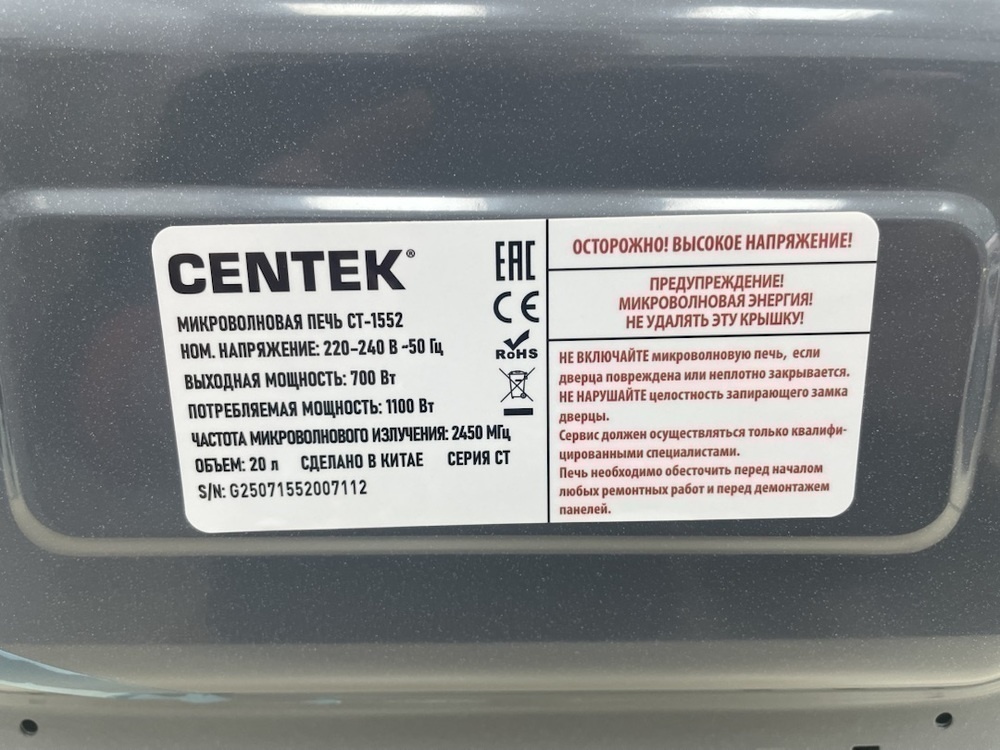 CENTEK®
МИКРОВОЛНОВАЯ ПЕЧЬ СТ-1552
НОМ. НАПРЯЖЕНИЕ: 220-240 В ~50 Гц
ВЫХОДНАЯ МОЩНОСТЬ: 700 Вт
ПОТРЕБЛЯЕМАЯ МОЩНОСТЬ: 1100 Вт
ЧАСТОТА МИКРОВОЛНОВОГО ИЗЛУЧЕНИЯ: 2450 МГц
ОБЪЕМ: 20 л СДЕЛАНО В КИТАЕ СЕРИЯ СТ
S/N: G25071552007112
EAC
CE
RoHS
ОСТОРОЖНО! ВЫСОКОЕ НАПРЯЖЕНИЕ!
ПРЕДУПРЕЖДЕНИЕ!
МИКРОВОЛНОВАЯ ЭНЕРГИЯ!
НЕ УДАЛЯТЬ ЭТУ КРЫШКУ!
НЕ ВКЛЮЧАЙТЕ микроволновую печь, если
дверца повреждена или неплотно закрывается.
НЕ НАРУШАЙТЕ целостность запирающего замка
дверцы.
Сервис должен осуществляться только квалифи-
цированными специалистами.
Печь необходимо обесточить перед началом
любых ремонтных работ и перед демонтажем
панелей.